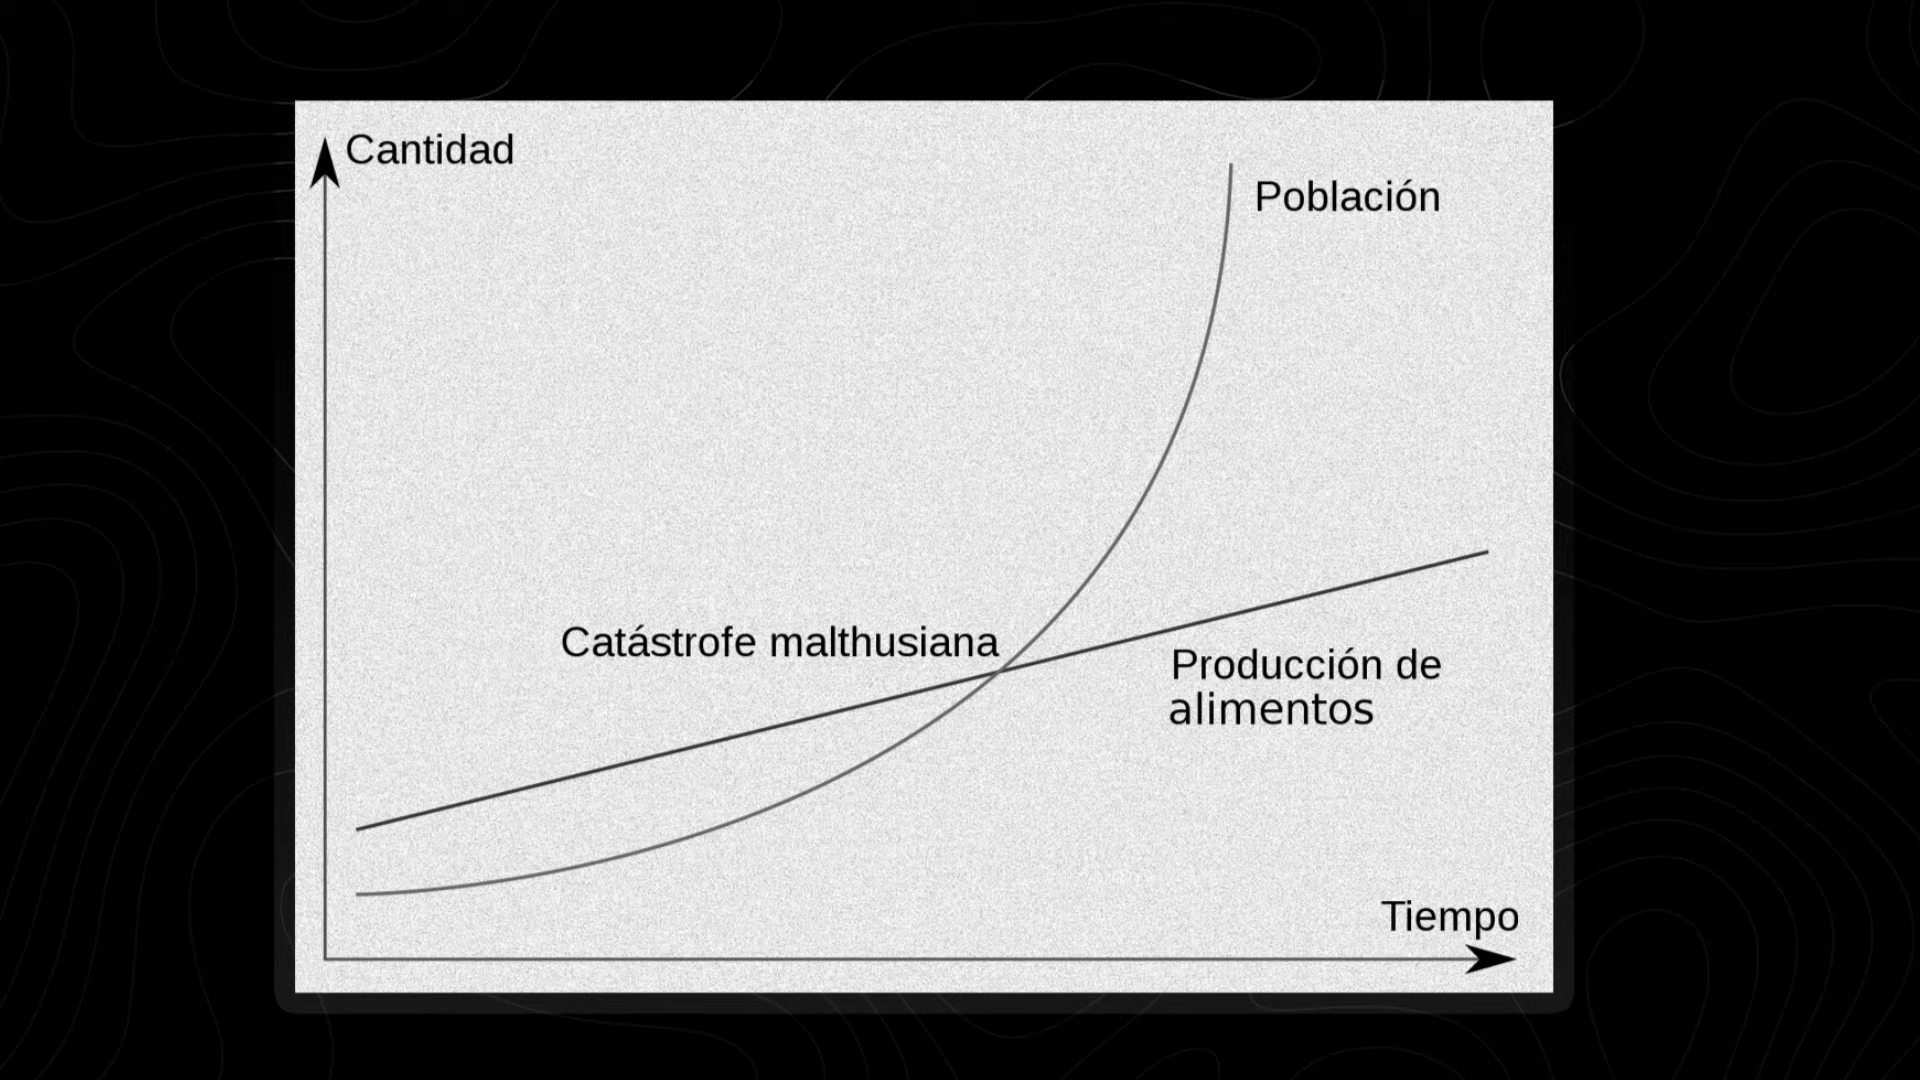 Cantidad
Población
Catástrofe malthusiana
Producción de
alimentos
Tiempo